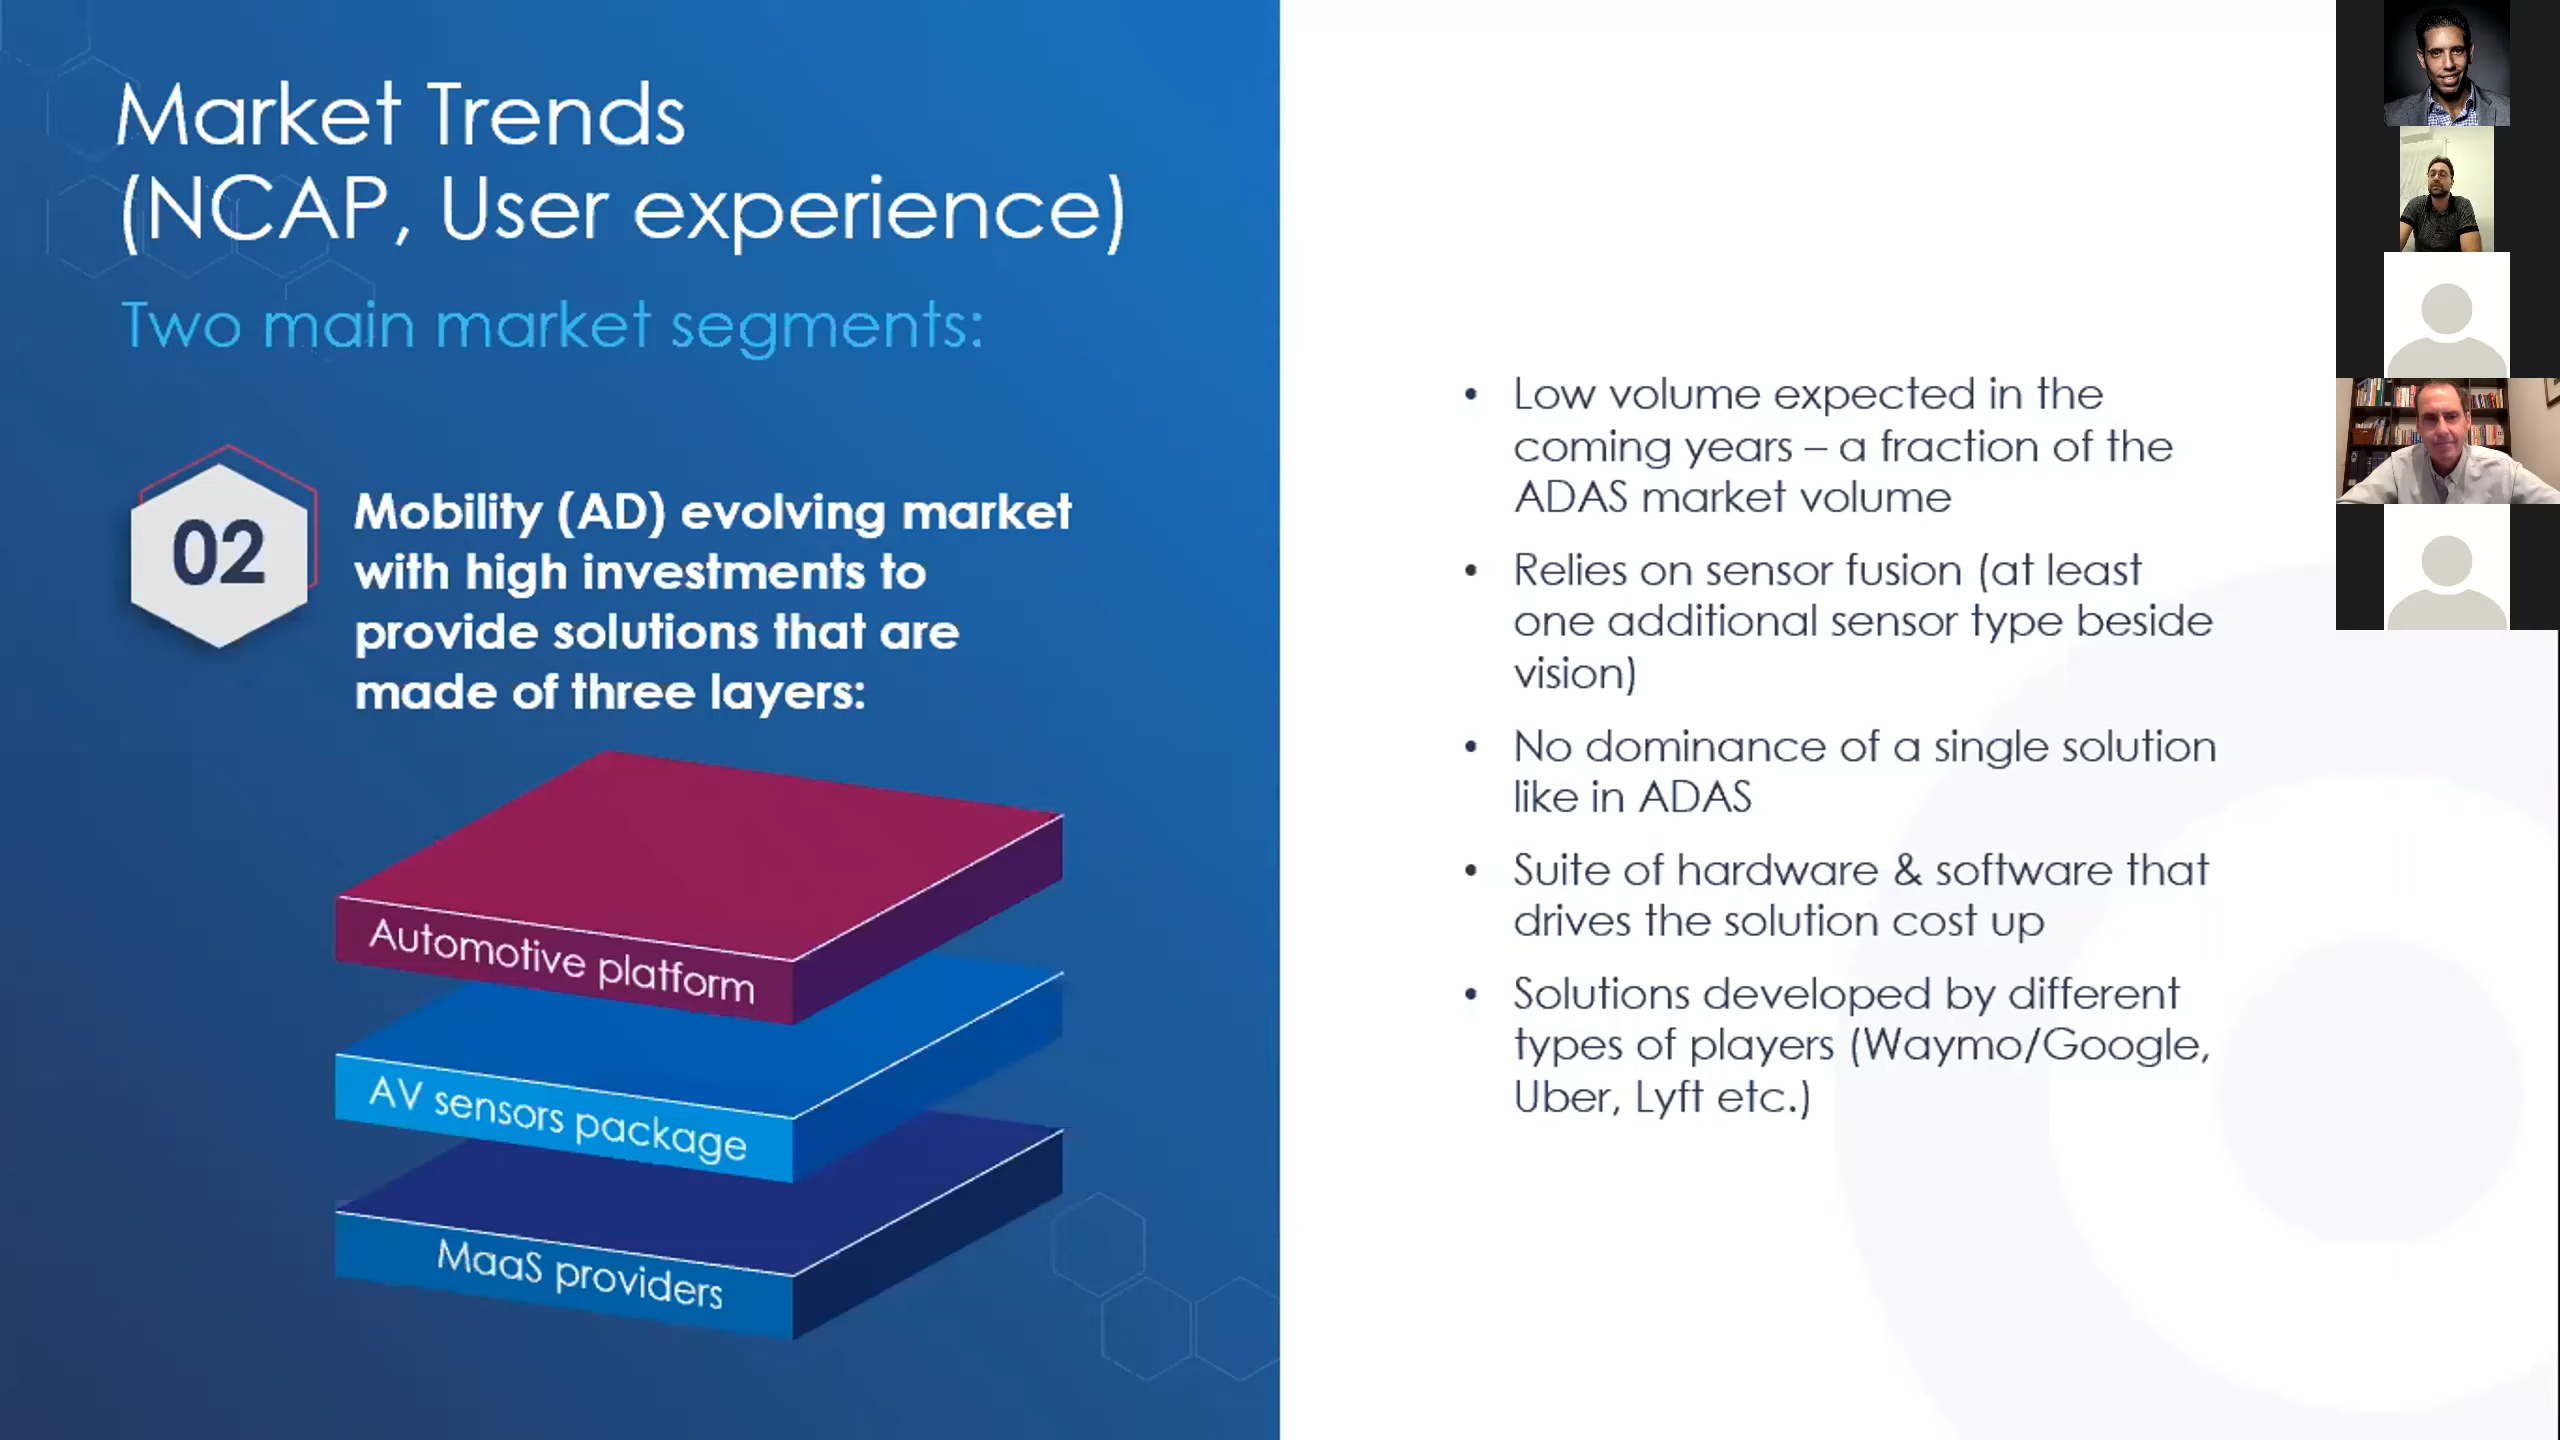 Market Trends
(NCAP, User experience)
Two main market segments:
02
Mobility (AD) evolving market
with high investments to
provide solutions that are
made of three layers:
Automotive platform
AV sensors package
MaaS providers
• Low volume expected in the
coming years – a fraction of the
ADAS market volume
• Relies on sensor fusion (at least
one additional sensor type beside
vision)
• No dominance of a single solution
like in ADAS
• Suite of hardware & software that
drives the solution cost up
• Solutions developed by different
types of players (Waymo/Google,
Uber, Lyft etc.)